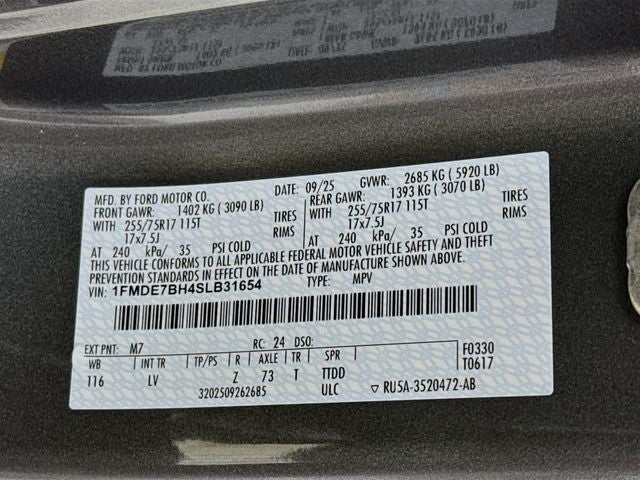 MFD. BY FORD MOTOR CO.
DATE: 09/25 GVWR: 2685 KG ( 5920 LB)
FRONT GAWR: 1402 KG ( 3090 LB)
REAR GAWR: 1393 KG ( 3070 LB)
WITH 255/75R17 115T TIRES
WITH 255/75R17 115T TIRES
17x7.5J RIMS
17x7.5J RIMS
AT 240 kPa/ 35 PSI COLD
AT 240 kPa/ 35 PSI COLD
THIS VEHICLE CONFORMS TO ALL APPLICABLE FEDERAL MOTOR VEHICLE SAFETY AND THEFT
PREVENTION STANDARDS IN EFFECT ON THE DATE OF MANUFACTURE SHOWN ABOVE.
VIN: 1FMDE7BH4SLB31654 TYPE: MPV
EXT PNT: M7 RC: 24 DSO: F0330
WB INT TR TP/PS R AXLE TR SPR T0617
116 LV Z 73 T TTDD
3202509262685 ULC ▽ RU5A-3520472-AB